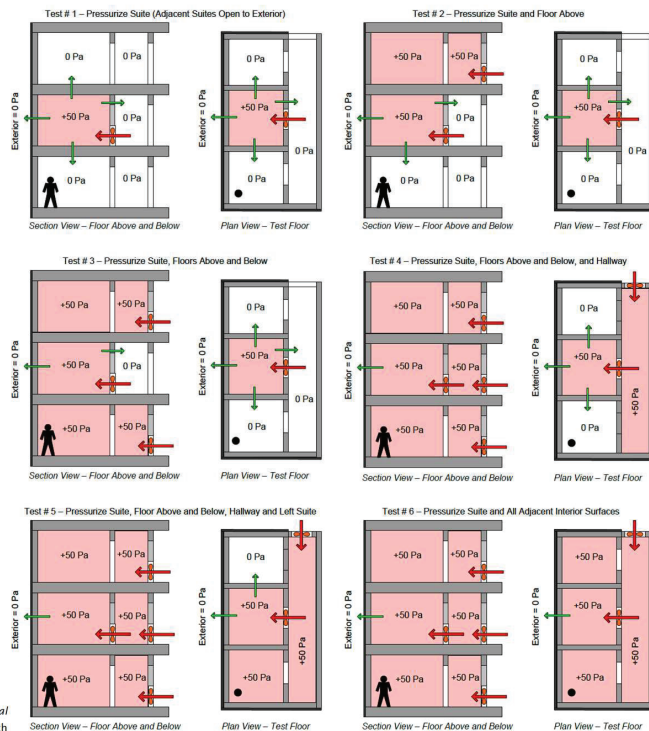 Test # 1 – Pressurize Suite (Adjacent Suites Open to Exterior)
Exterior = 0 Pa
0 Pa
0 Pa
+50 Pa
0 Pa
0 Pa
0 Pa
Section View – Floor Above and Below
Exterior = 0 Pa
0 Pa
+50 Pa
0 Pa
0 Pa
Plan View – Test Floor
Test # 2 – Pressurize Suite and Floor Above
Exterior = 0 Pa
+50 Pa
+50 Pa
+50 Pa
0 Pa
0 Pa
0 Pa
Section View – Floor Above and Below
Exterior = 0 Pa
0 Pa
+50 Pa
0 Pa
0 Pa
Plan View – Test Floor
Test # 3 – Pressurize Suite, Floors Above and Below
Exterior = 0 Pa
+50 Pa
+50 Pa
+50 Pa
0 Pa
+50 Pa
+50 Pa
Section View – Floor Above and Below
Exterior = 0 Pa
0 Pa
+50 Pa
0 Pa
0 Pa
Plan View – Test Floor
Test # 4 – Pressurize Suite, Floors Above and Below, and Hallway
Exterior = 0 Pa
+50 Pa
+50 Pa
+50 Pa
+50 Pa
+50 Pa
+50 Pa
Section View – Floor Above and Below
Exterior = 0 Pa
0 Pa
+50 Pa
0 Pa
+50 Pa
Plan View – Test Floor
Test # 5 – Pressurize Suite, Floor Above and Below, Hallway and Left Suite
Exterior = 0 Pa
+50 Pa
+50 Pa
+50 Pa
+50 Pa
+50 Pa
+50 Pa
Section View – Floor Above and Below
Exterior = 0 Pa
0 Pa
+50 Pa
+50 Pa
+50 Pa
Plan View – Test Floor
Test # 6 – Pressurize Suite and All Adjacent Interior Surfaces
Exterior = 0 Pa
+50 Pa
+50 Pa
+50 Pa
+50 Pa
+50 Pa
+50 Pa
Section View – Floor Above and Below
Exterior = 0 Pa
+50 Pa
+50 Pa
+50 Pa
+50 Pa
Plan View – Test Floor